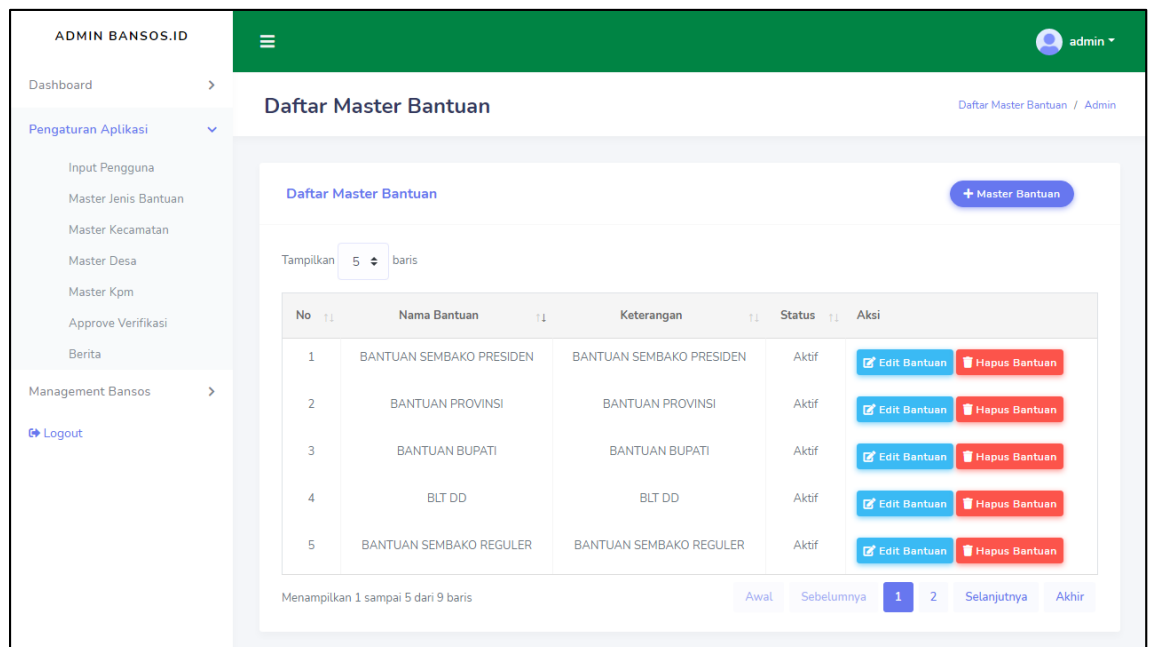 ADMIN BANSOS.ID
admin
Dashboard
Pengaturan Aplikasi
Input Pengguna
Master Jenis Bantuan
Master Kecamatan
Master Desa
Master Kpm
Approve Verifikasi
Berita
Management Bansos
Logout
Daftar Master Bantuan
Daftar Master Bantuan / Admin
Daftar Master Bantuan
+ Master Bantuan
Tampilkan 5 baris
No Nama Bantuan Keterangan Status Aksi
1 BANTUAN SEMBAKO PRESIDEN BANTUAN SEMBAKO PRESIDEN Aktif Edit Bantuan Hapus Bantuan
2 BANTUAN PROVINSI BANTUAN PROVINSI Aktif Edit Bantuan Hapus Bantuan
3 BANTUAN BUPATI BANTUAN BUPATI Aktif Edit Bantuan Hapus Bantuan
4 BLT DD BLT DD Aktif Edit Bantuan Hapus Bantuan
5 BANTUAN SEMBAKO REGULER BANTUAN SEMBAKO REGULER Aktif Edit Bantuan Hapus Bantuan
Menampilkan 1 sampai 5 dari 9 baris
Awal Sebelumnya 1 2 Selanjutnya Akhir